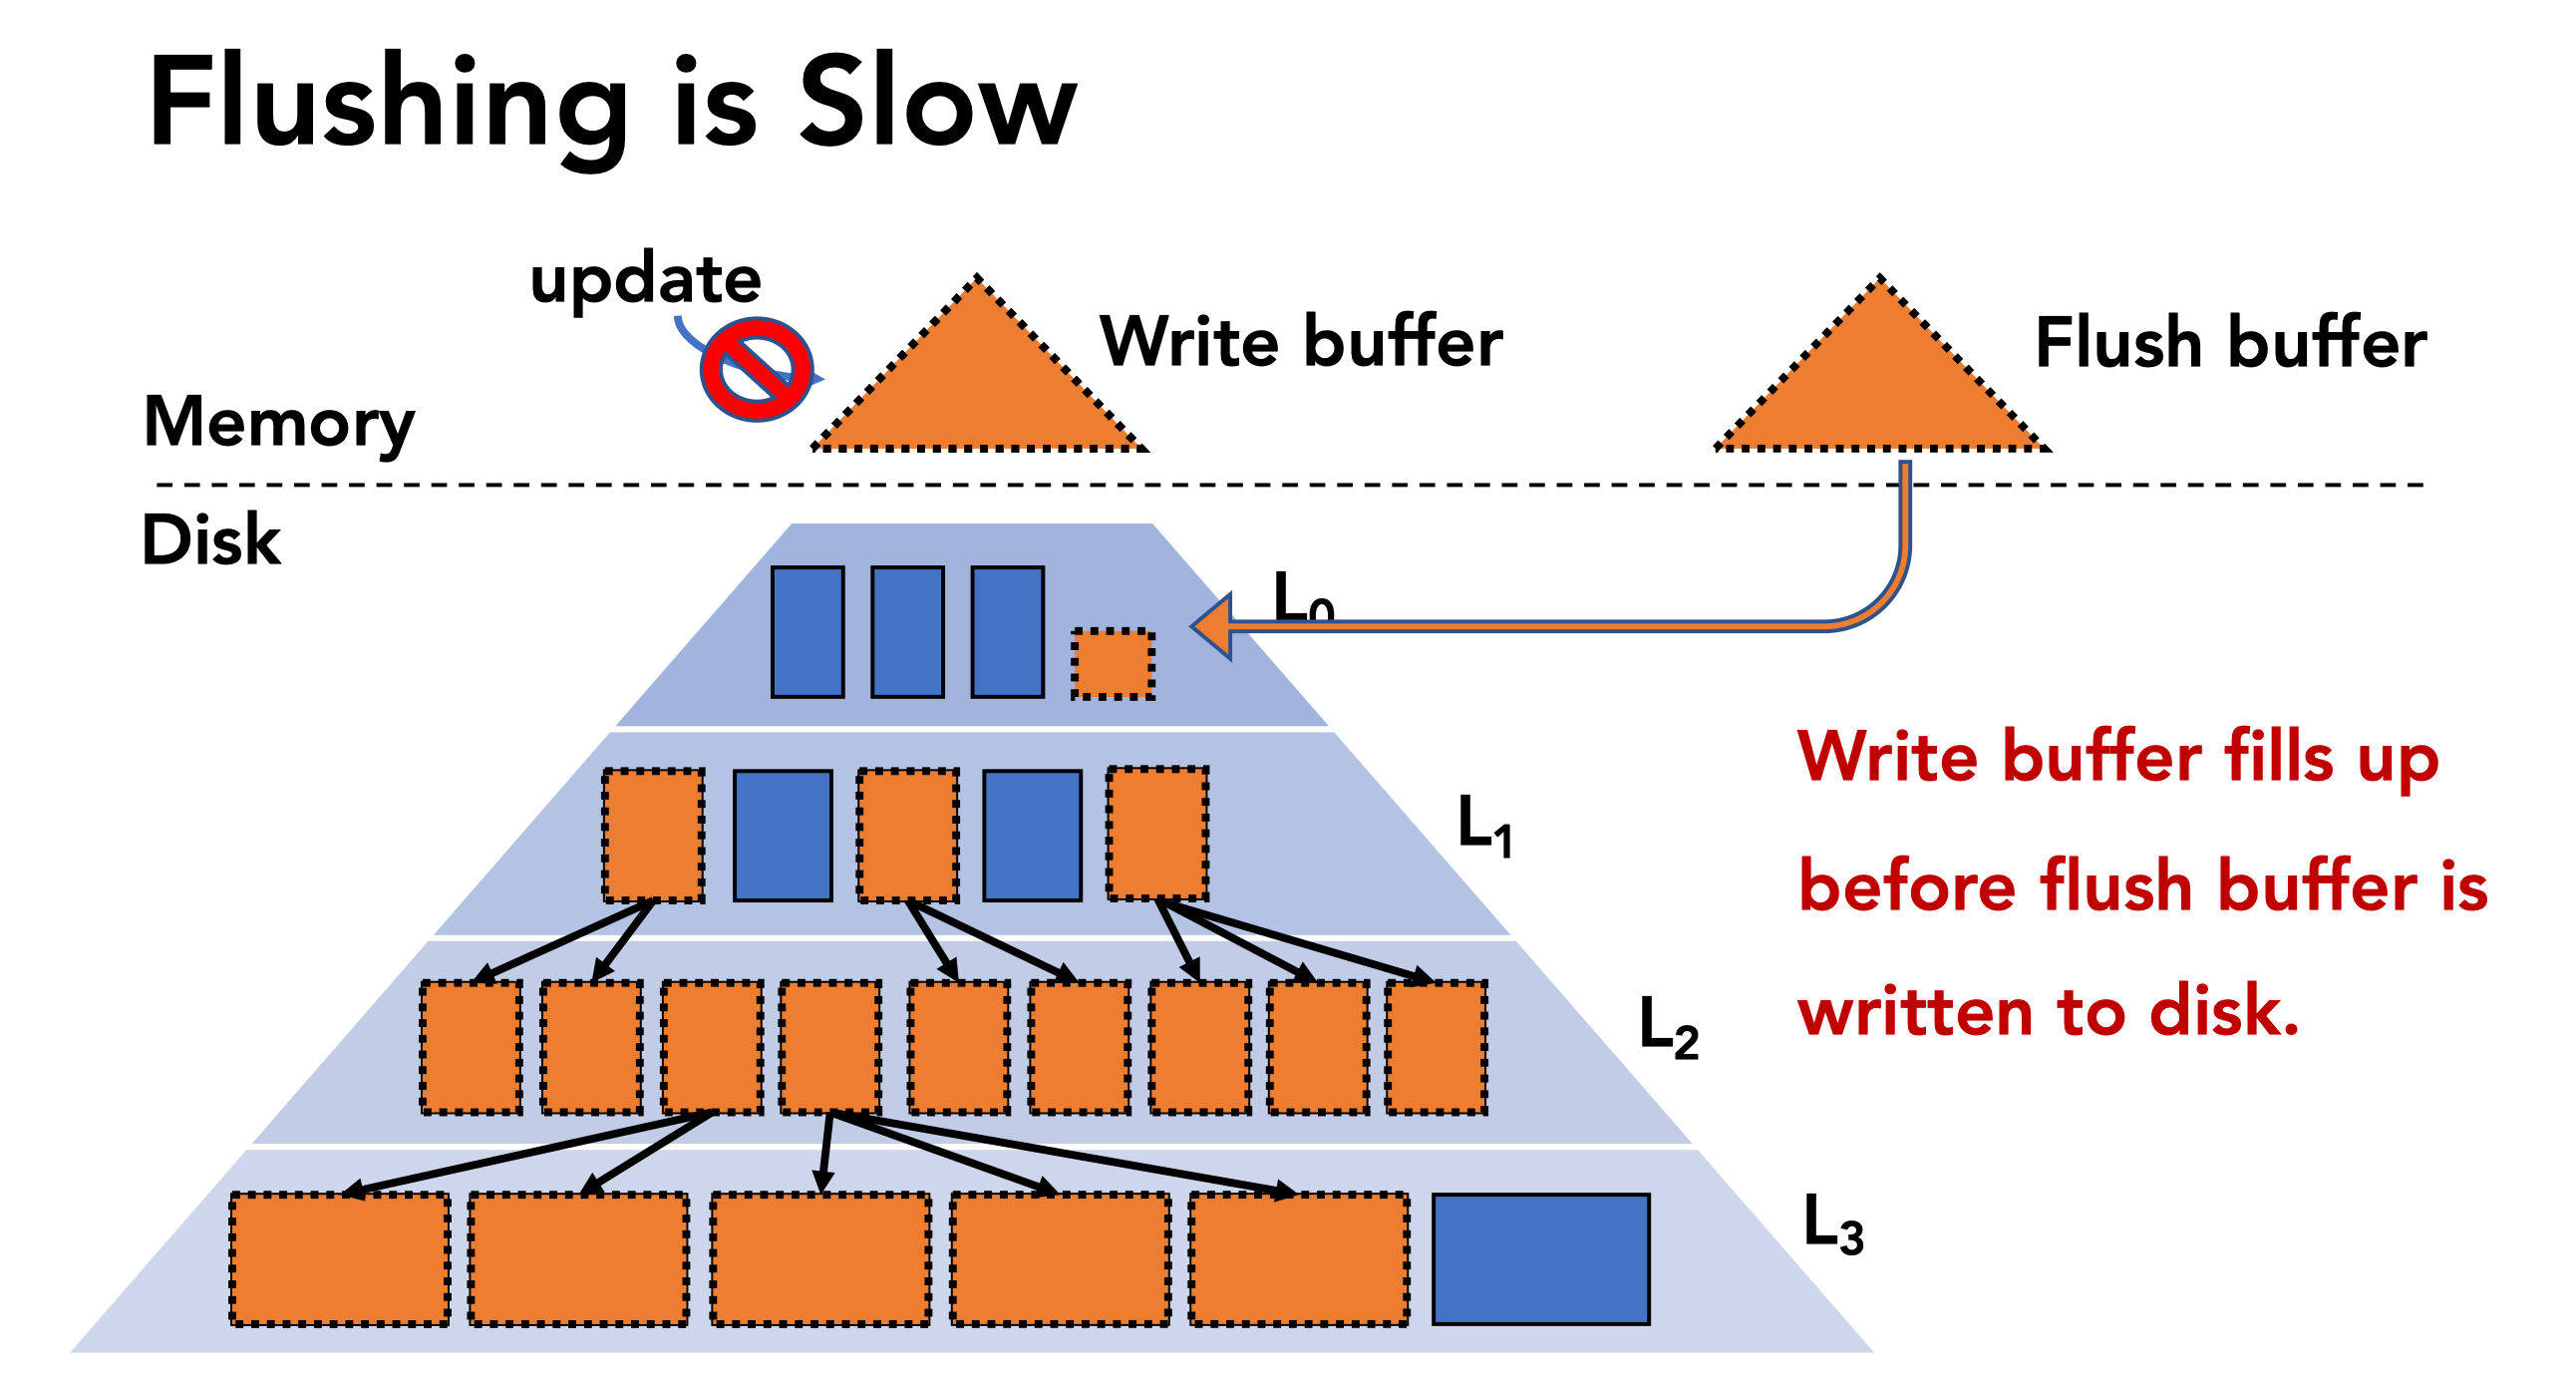 Flushing is Slow
update
Write buffer
Flush buffer
Memory
Disk
L0
L1
Write buffer fills up
before flush buffer is
written to disk.
L2
L3